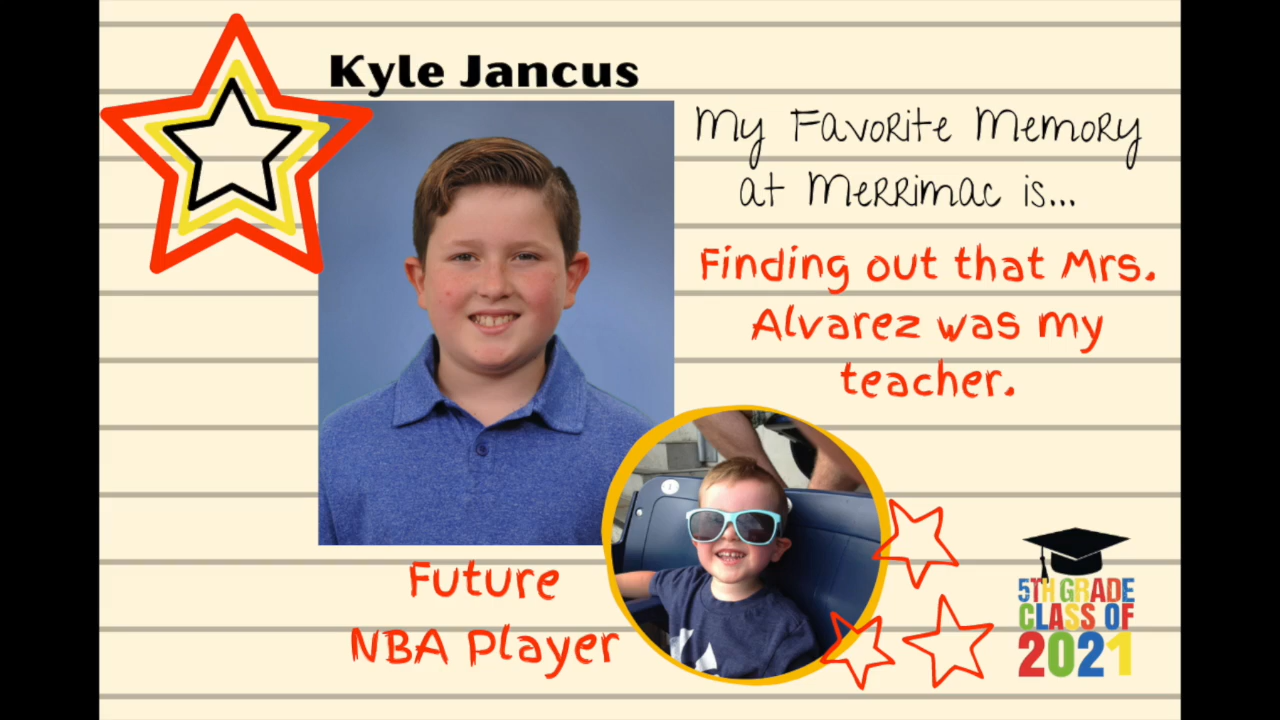 Kyle Jancus
My Favorite Memory
at Merrimac is...
Finding out that Mrs.
Alvarez was my
teacher.
Future
NBA Player
5TH GRADE
CLASS OF
2021